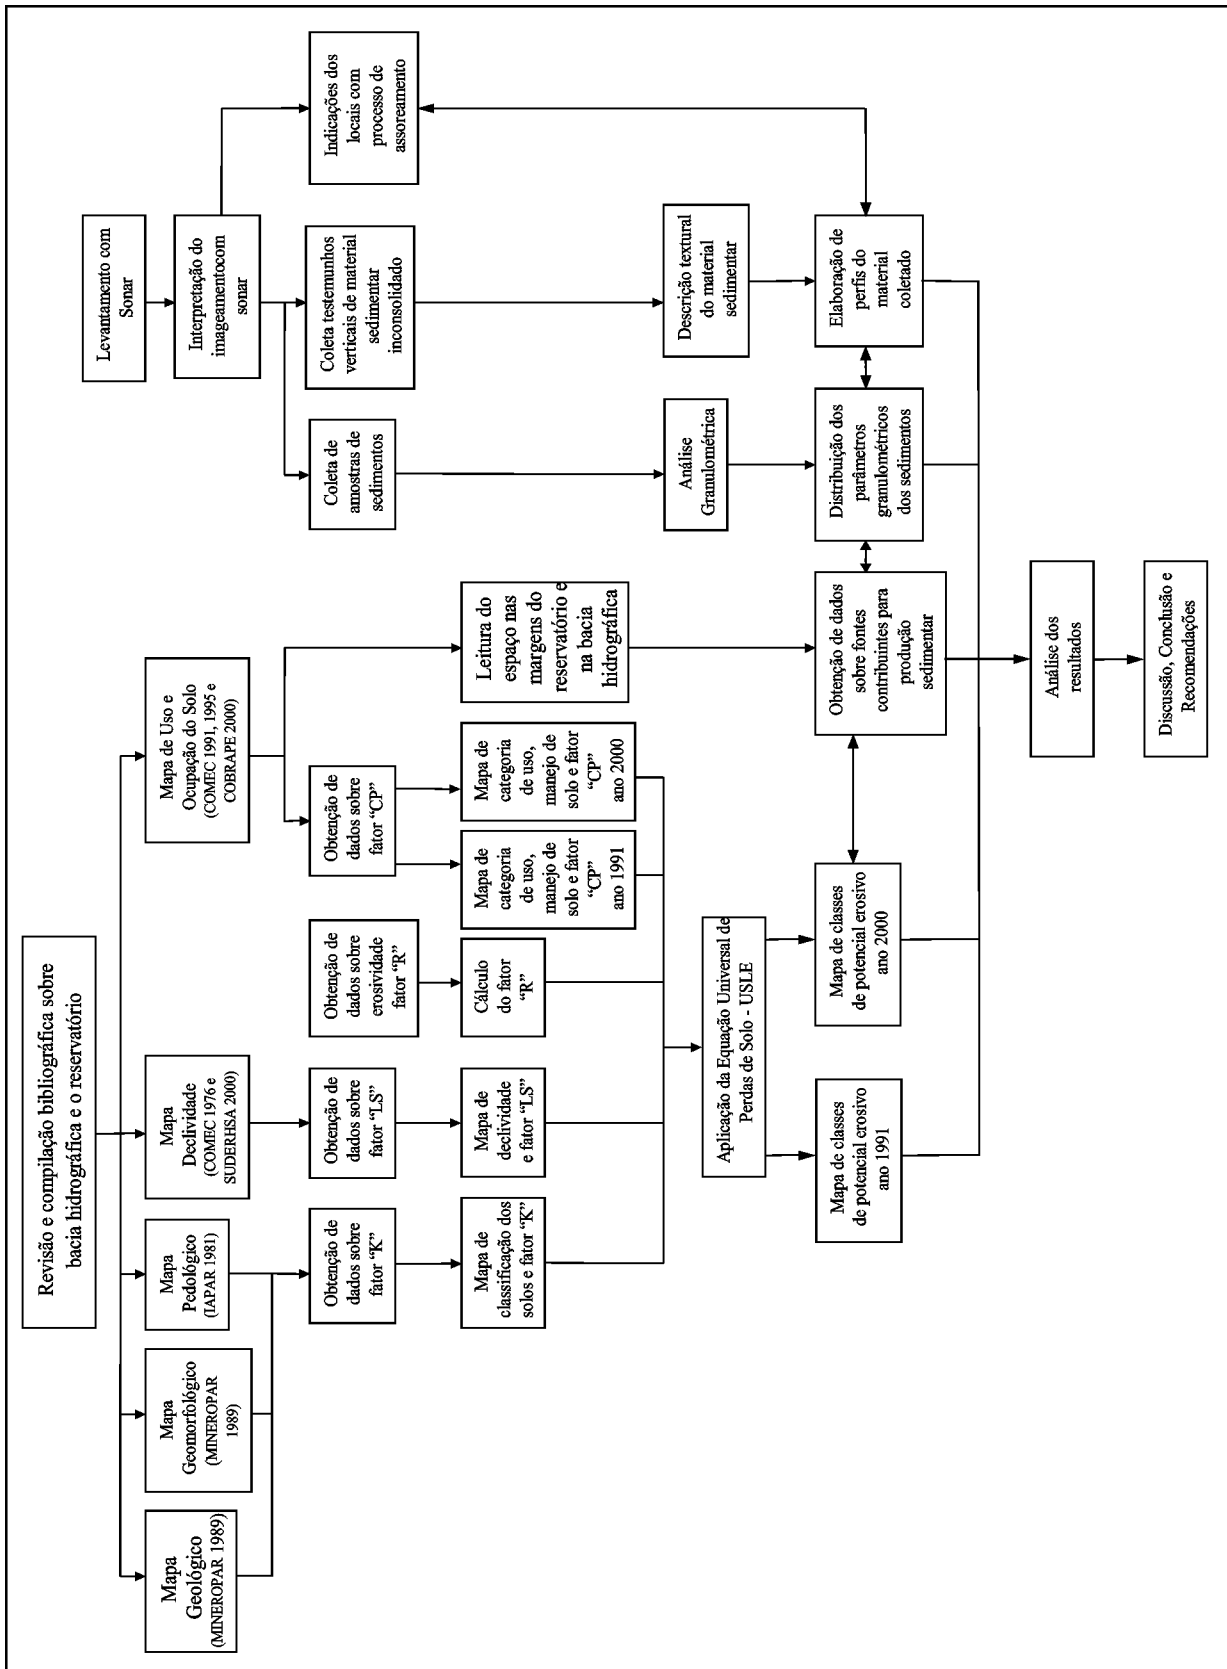 Revisão e compilação bibliográfica sobre
bacia hidrográfica e o reservatório
Levantamento com
Sonar
Mapa
Geológico
(MINEROPAR 1989)
Mapa
Geomorfológico
(MINEROPAR
1989)
Mapa
Pedológico
(IAPAR 1981)
Mapa
Declividade
(COMEC 1976 e
SUDERHSA 2000)
Mapa de Uso e
Ocupação do Solo
(COMEC 1991, 1995 e
COBRAPE 2000)
Interpretação do
imageamentocom
sonar
Obtenção de
dados sobre
fator “K”
Obtenção de
dados sobre
fator “LS”
Obtenção de
dados sobre
erosividade
fator “R”
Obtenção de
dados sobre
fator “CP”
Coleta de
amostras de
sedimentos
Coleta testemunhos
verticais de material
sedimentar
inconsolidado
Indicações dos
locais com
processo de
assoreamento
Mapa de
classificação dos
solos e fator “K”
Mapa de
declividade
e fator “LS”
Cálculo
do fator
“R”
Mapa de
categoria
de uso,
manejo de
solo e fator
“CP”
ano 1991
Mapa de
categoria
de uso,
manejo de
solo e fator
“CP”
ano 2000
Leitura do
espaço nas
margens do
reservatório e
na bacia
hidrográfica
Análise
Granulométrica
Descrição textural
do material
sedimentar
Aplicação da Equação Universal de
Perdas de Solo - USLE
Mapa de classes
de potencial erosivo
ano 1991
Mapa de classes
de potencial erosivo
ano 2000
Obtenção de dados
sobre fontes
contribuintes para
produção
sedimentar
Distribuição dos
parâmetros
granulométricos
dos sedimentos
Elaboração de
perfis do
material
coletado
Análise dos
resultados
Discussão, Conclusão e
Recomendações